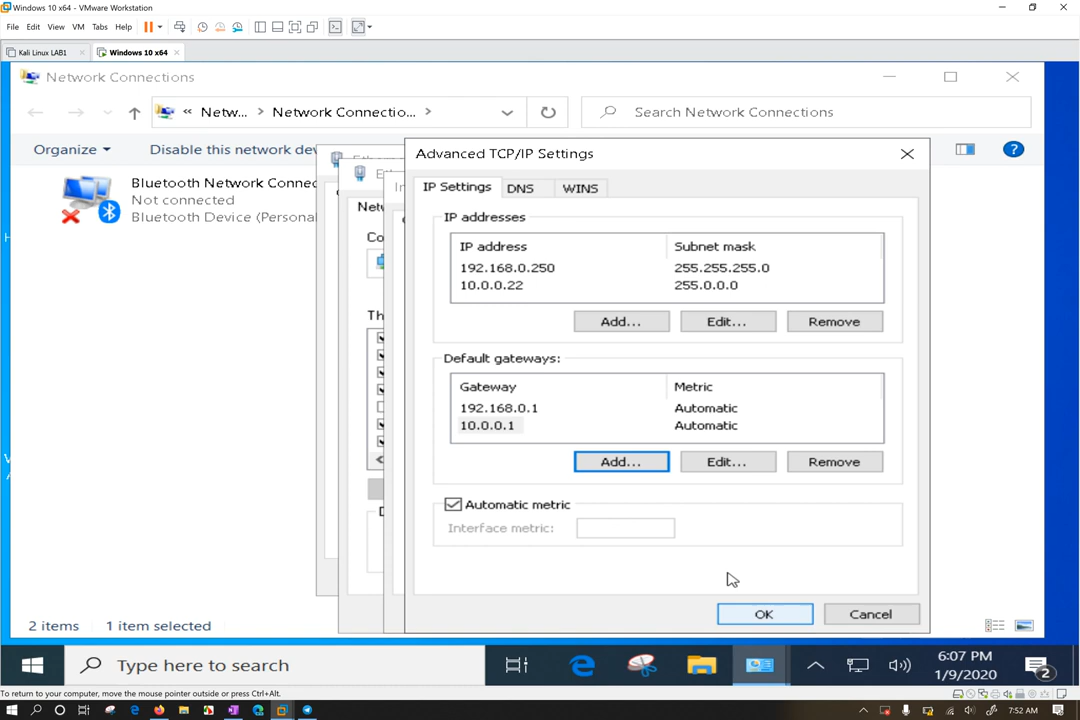 Windows 10 x64 - VMware Workstation
File Edit View VM Tabs Help
Kali Linux LAB1
Windows 10 x64
Network Connections
« Netw... > Network Connectio... >
Search Network Connections
Organize
Disable this network dev
Bluetooth Network Connec
Not connected
Bluetooth Device (Personal
Advanced TCP/IP Settings
IP Settings DNS WINS
IP addresses
IP address Subnet mask
192.168.0.250 255.255.255.0
10.0.0.22 255.0.0.0
Add... Edit... Remove
Default gateways:
Gateway Metric
192.168.0.1 Automatic
10.0.0.1 Automatic
Add... Edit... Remove
Automatic metric
Interface metric:
OK Cancel
2 items 1 item selected
Type here to search
6:07 PM
1/9/2020
2
To return to your computer, move the mouse pointer outside or press Ctrl+Alt.
7:52 AM